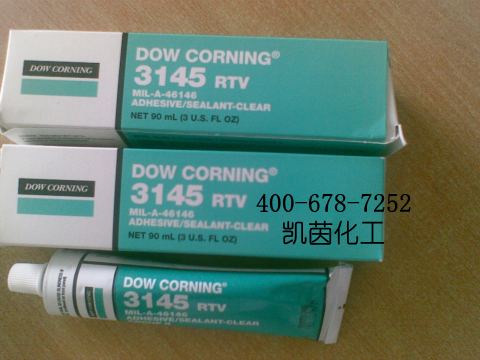 DOW CORNING
DOW CORNING®
3145 RTV
MIL-A-46146
ADHESIVE/SEALANT-CLEAR
NET 90 mL (3 U.S. FL OZ)
DOW CORNING
DOW CORNING®
3145 RTV
MIL-A-46146
ADHESIVE/SEALANT-CLEAR
NET 90 mL (3 U.S. FL OZ)
400-678-7252
凯茵化工
DOW CORNING®
3145 RTV
MIL-A-46146
ADHESIVE/SEALANT-CLEAR